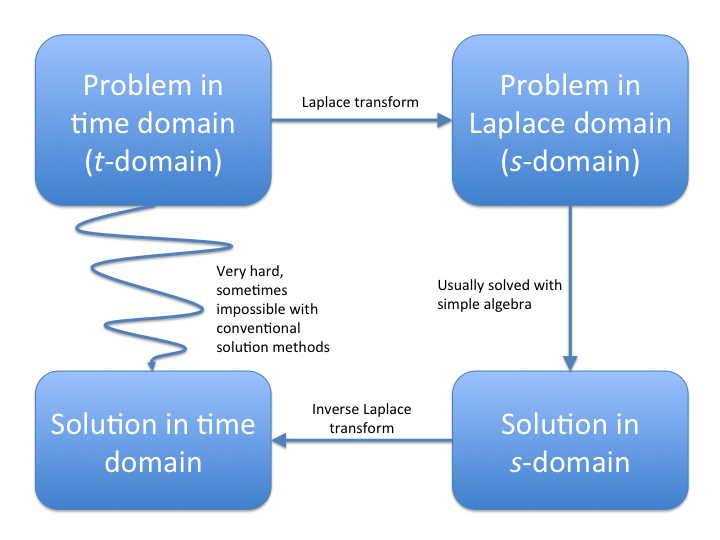 Problem in
time domain
(t-domain)
Laplace transform
Problem in
Laplace domain
(s-domain)
Very hard,
sometimes
impossible with
conventional
solution methods
Usually solved with
simple algebra
Solution in time
domain
Inverse Laplace
transform
Solution in
s-domain